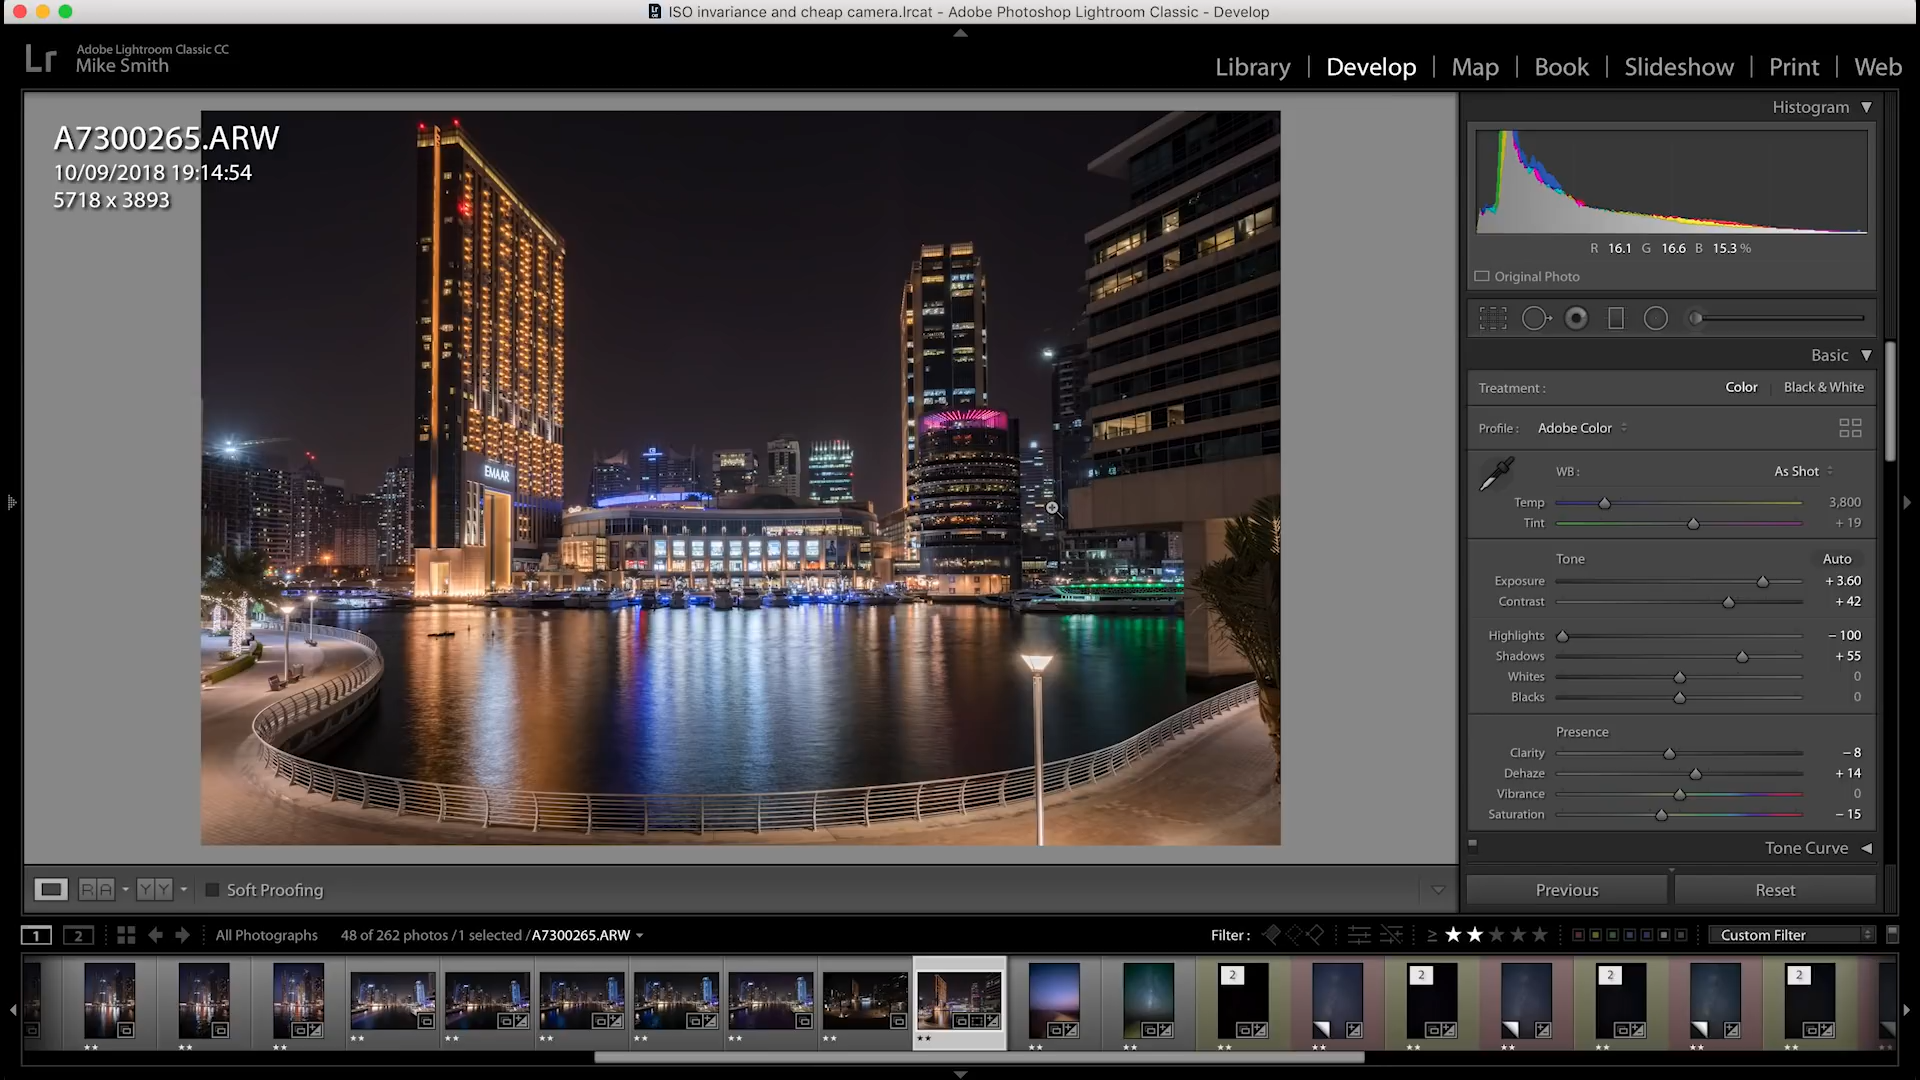 ISO invariance and cheap camera.lrcat - Adobe Photoshop Lightroom Classic - Develop
Lr
Adobe Lightroom Classic CC
Mike Smith
Library | Develop | Map | Book | Slideshow | Print | Web
A7300265.ARW
10/09/2018 19:14:54
5718 x 3893
EMAAR
Histogram
R 16.1 G 16.6 B 15.3 %
Original Photo
Basic
Treatment : Color Black & White
Profile : Adobe Color
WB : As Shot
Temp 3,800
Tint + 19
Tone Auto
Exposure + 3.60
Contrast + 42
Highlights - 100
Shadows + 55
Whites 0
Blacks 0
Presence
Clarity - 8
Dehaze + 14
Vibrance 0
Saturation - 15
Tone Curve
Previous Reset
R A Y Y Soft Proofing
1 2 All Photographs 48 of 262 photos /1 selected /A7300265.ARW Filter : ≥ Custom Filter
2 2 2 2